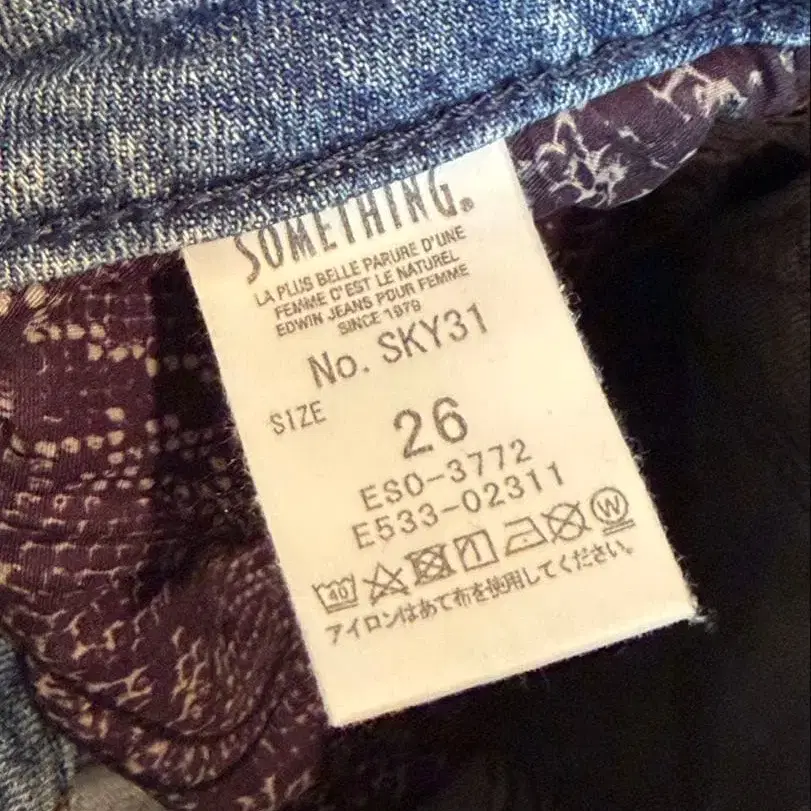 SOMETHING®
LA PLUS BELLE PARURE D'UNE
FEMME D'EST LE NATUREL
EDWIN JEANS POUR FEMME
SINCE 1979
No. SKY31
SIZE 26
ESO-3772
E533-02311
40 W
アイロンはあて布を使用してください。